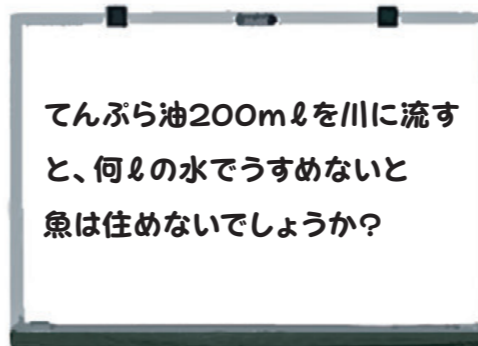 てんぷら油200mℓを川に流す
と、何ℓの水でうすめないと
魚は住めないでしょうか?